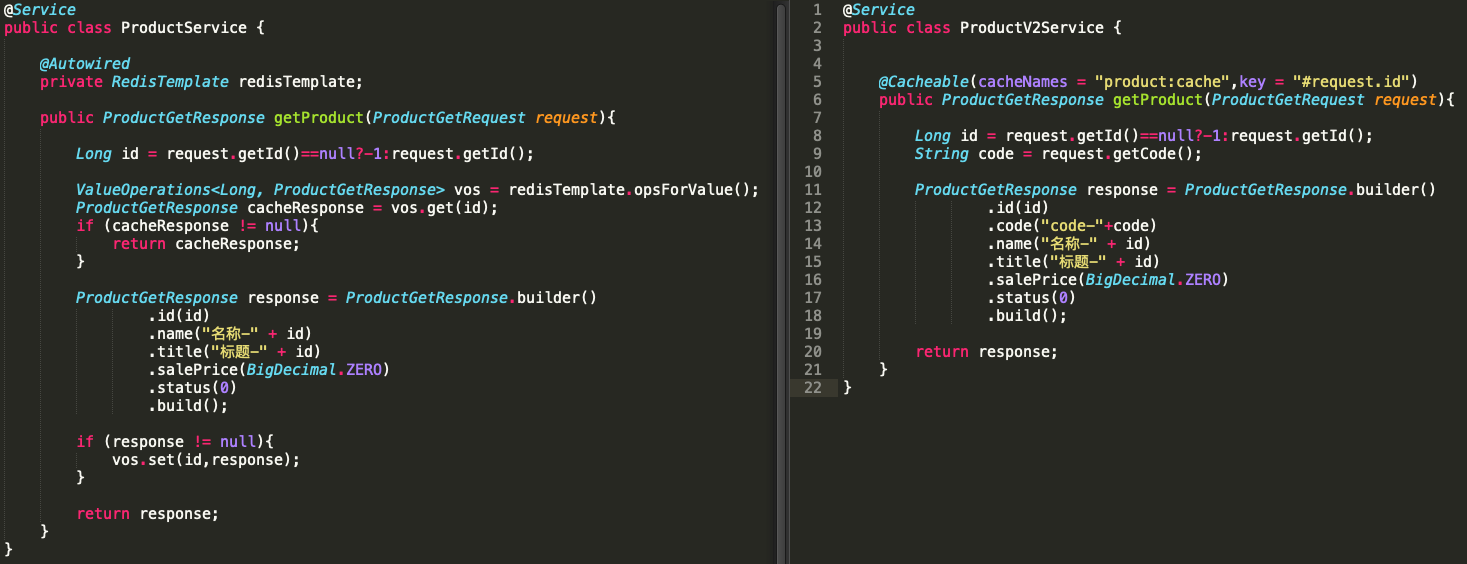 @Service
public class ProductService {
@Autowired
private RedisTemplate redisTemplate;
public ProductGetResponse getProduct(ProductGetRequest request){
Long id = request.getId()==null?-1:request.getId();
ValueOperations<Long, ProductGetResponse> vos = redisTemplate.opsForValue();
ProductGetResponse cacheResponse = vos.get(id);
if (cacheResponse != null){
return cacheResponse;
}
ProductGetResponse response = ProductGetResponse.builder()
.id(id)
.name("名称-" + id)
.title("标题-" + id)
.salePrice(BigDecimal.ZERO)
.status(0)
.build();
if (response != null){
vos.set(id,response);
}
return response;
}
}
1 @Service
2 public class ProductV2Service {
3
4
5 @Cacheable(cacheNames = "product:cache",key = "#request.id")
6 public ProductGetResponse getProduct(ProductGetRequest request){
7
8 Long id = request.getId()==null?-1:request.getId();
9 String code = request.getCode();
10
11 ProductGetResponse response = ProductGetResponse.builder()
12 .id(id)
13 .code("code-"+code)
14 .name("名称-" + id)
15 .title("标题-" + id)
16 .salePrice(BigDecimal.ZERO)
17 .status(0)
18 .build();
19
20 return response;
21 }
22 }